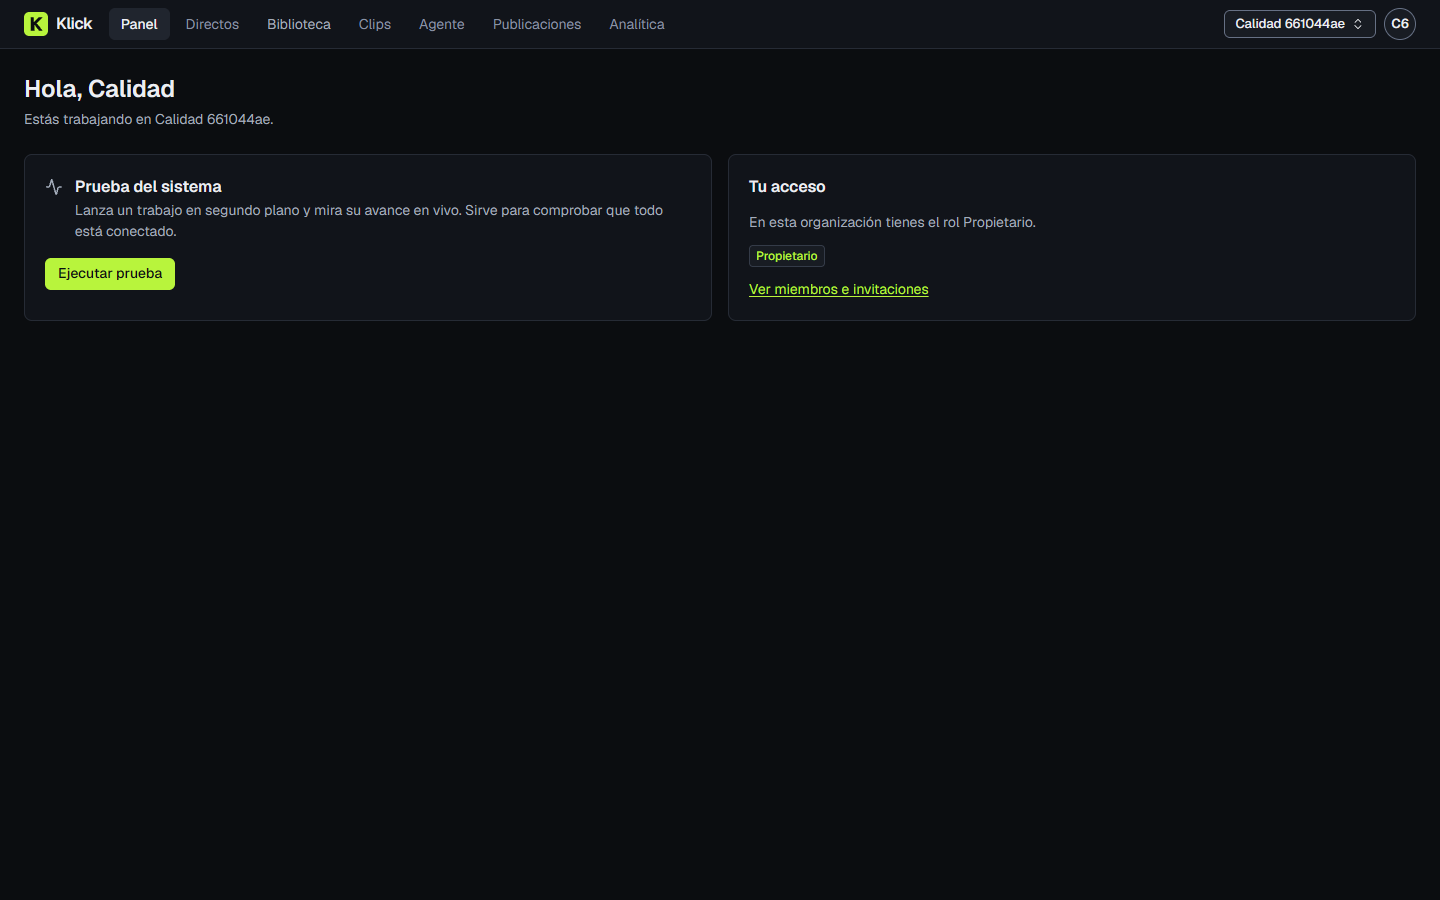 K Klick Panel Directos Biblioteca Clips Agente Publicaciones Analítica Calidad 661044ae C6
Hola, Calidad
Estás trabajando en Calidad 661044ae.
Prueba del sistema
Lanza un trabajo en segundo plano y mira su avance en vivo. Sirve para comprobar que todo
está conectado.
Ejecutar prueba
Tu acceso
En esta organización tienes el rol Propietario.
Propietario
Ver miembros e invitaciones